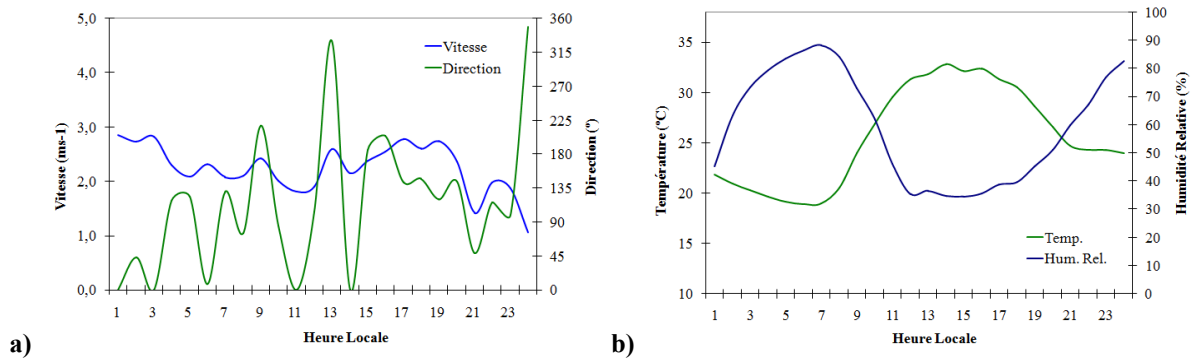 5,0
4,0
3,0
2,0
1,0
0,0
Vitesse (ms-1)
Vitesse
Direction
360
315
270
225
180
135
90
45
0
Direction (º)
1 3 5 7 9 11 13 15 17 19 21 23
Heure Locale
a)
35
30
25
20
15
10
Température (ºC)
Temp.
Hum. Rel.
100
90
80
70
60
50
40
30
20
10
0
Humidité Relative (%)
1 3 5 7 9 11 13 15 17 19 21 23
Heure Locale
b)